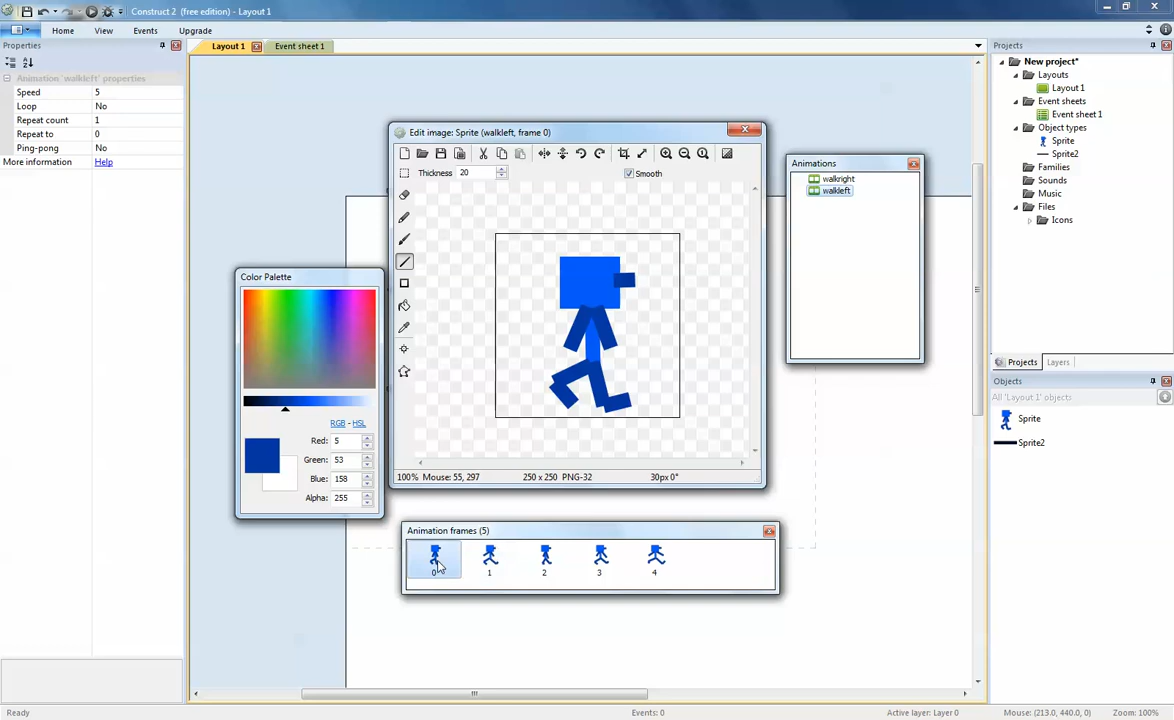 Construct 2 (free edition) - Layout 1
Home View Events Upgrade
Properties
Animation 'walkleft' properties
Speed 5
Loop No
Repeat count 1
Repeat to 0
Ping-pong No
More information Help
Layout 1 Event sheet 1
Edit image: Sprite (walkleft, frame 0)
Thickness 20 Smooth
100% Mouse: 55, 297 250 x 250 PNG-32 30px 0°
Color Palette
RGB - HSL
Red: 5
Green: 53
Blue: 158
Alpha: 255
Animations
walkright
walkleft
Animation frames (5)
0 1 2 3 4
Projects
New project*
Layouts
Layout 1
Event sheets
Event sheet 1
Object types
Sprite
Sprite2
Families
Sounds
Music
Files
Icons
Projects Layers
Objects
All 'Layout 1' objects
Sprite
Sprite2
Ready Events: 0 Active layer: Layer 0 Mouse: (213.0, 440.0, 0) Zoom: 100%